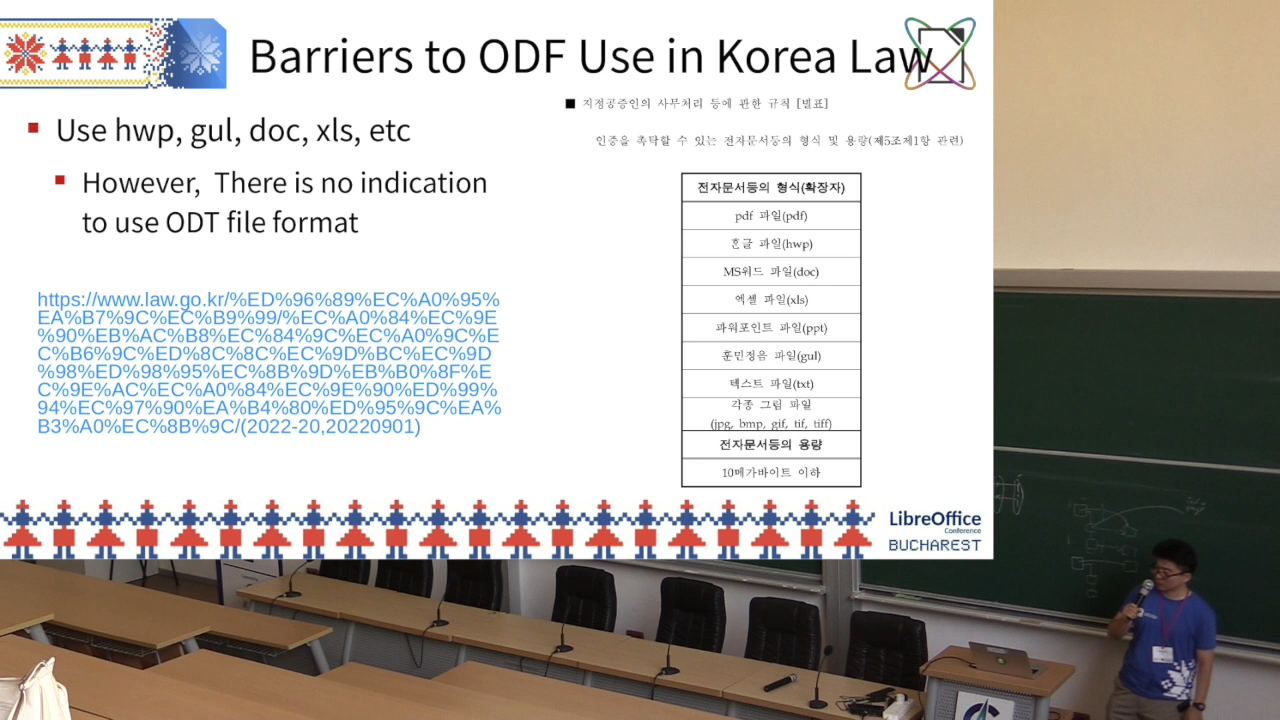 Barriers to ODF Use in Korea Law
Use hwp, gul, doc, xls, etc
However, There is no indication
to use ODT file format
https://www.law.go.kr/%ED%96%89%EC%A0%95%
EA%B7%9C%EC%B9%99/%EC%A0%84%EC%9E
%90%EB%AC%B8%EC%84%9C%EC%A0%9C%E
C%B6%9C%ED%8C%8C%EC%9D%BC%EC%9D
%98%ED%98%95%EC%8B%9D%EB%B0%8F%E
C%9E%AC%EC%A0%84%EC%9E%90%ED%99%
94%EC%97%90%EA%B4%80%ED%95%9C%EA%
B3%A0%EC%8B%9C/(2022-20,20220901)
■ 지정공증인의 사무처리 등에 관한 규칙 [별표]
인증을 촉탁할 수 있는 전자문서등의 형식 및 용량(제5조제1항 관련)
전자문서등의 형식(확장자)
pdf 파일(pdf)
훈글 파일(hwp)
MS워드 파일(doc)
엑셀 파일(xls)
파워포인트 파일(ppt)
훈민정음 파일(gul)
텍스트 파일(txt)
각종 그림 파일
(jpg, bmp, gif, tif, tiff)
전자문서등의 용량
10메가바이트 이하
LibreOffice
Conference
BUCHAREST